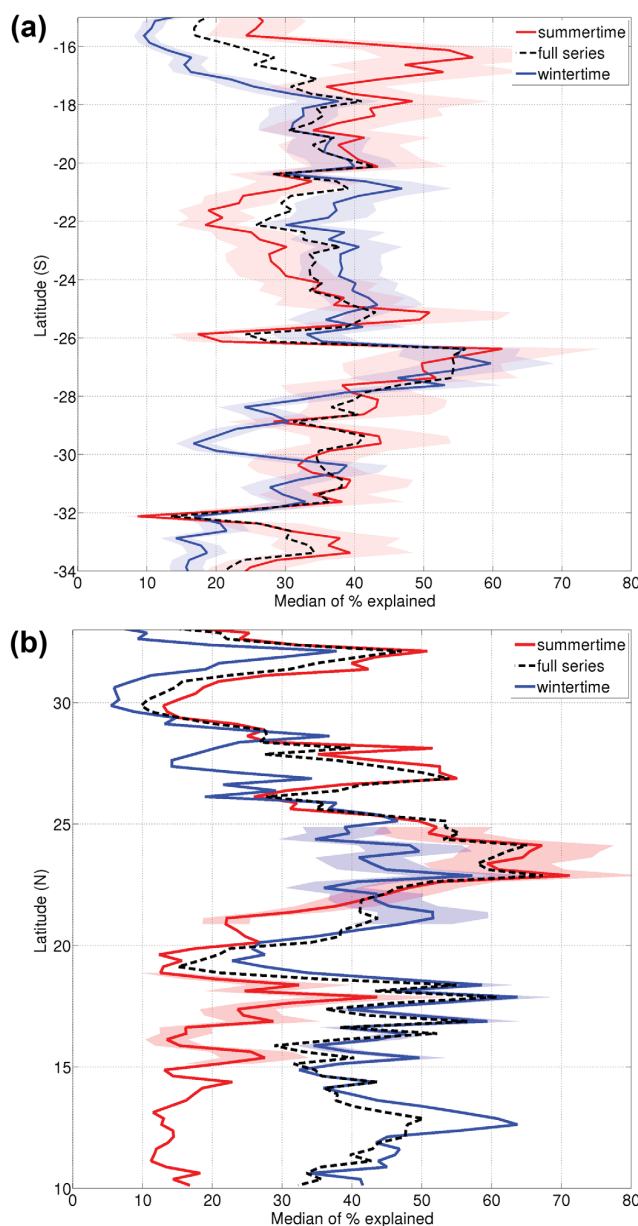 (a)
summertime
full series
wintertime
-16
-18
-20
-22
-24
-26
-28
-30
-32
-34
Latitude (S)
0 10 20 30 40 50 60 70 80
Median of % explained
(b)
summertime
full series
wintertime
30
25
20
15
10
Latitude (N)
0 10 20 30 40 50 60 70 80
Median of % explained